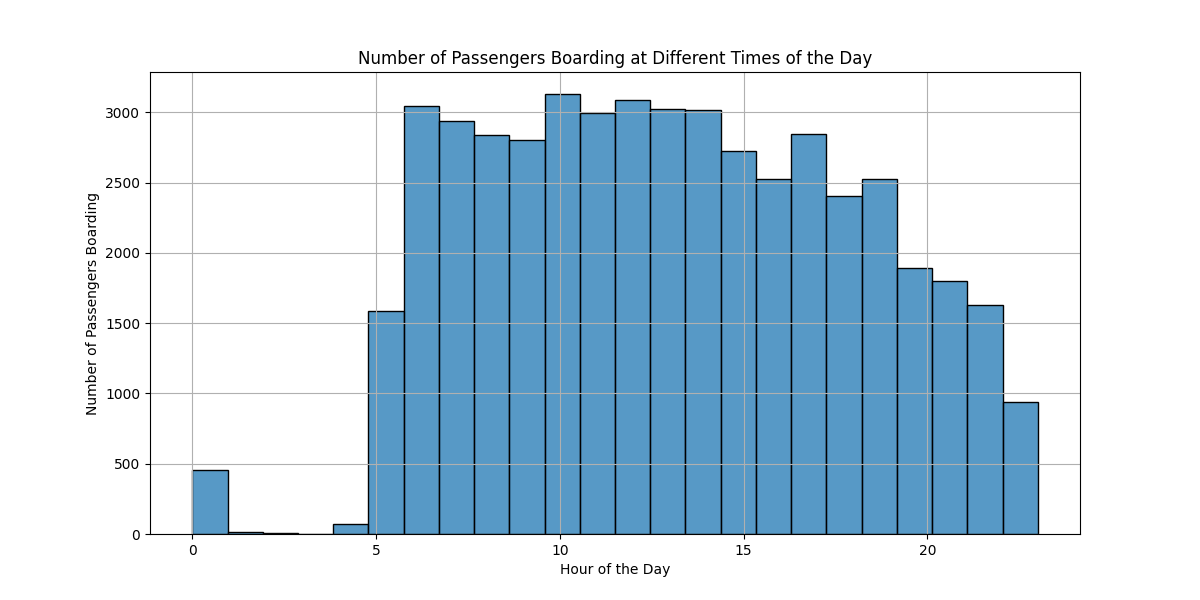 Number of Passengers Boarding at Different Times of the Day
3000
2500
2000
1500
1000
500
0
Number of Passengers Boarding
0 5 10 15 20
Hour of the Day